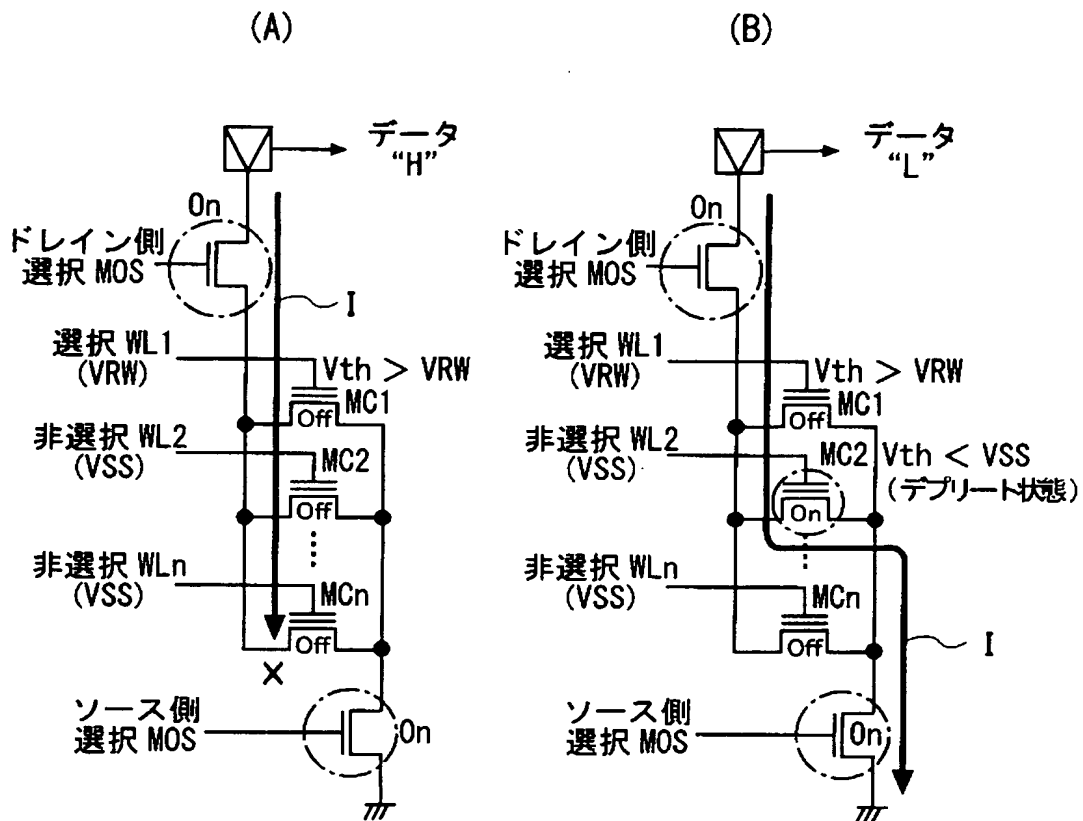 (A)
データ
“H”
On
ドレイン側
選択 MOS
I
選択 WL1
(VRW)
Vth > VRW
MC1
Off
非選択 WL2
(VSS)
MC2
Off
非選択 WLn
(VSS)
MCn
Off
×
ソース側
選択 MOS
On
(B)
データ
“L”
On
ドレイン側
選択 MOS
選択 WL1
(VRW)
Vth > VRW
MC1
Off
非選択 WL2
(VSS)
MC2
Vth < VSS
(デプリート状態)
On
非選択 WLn
(VSS)
MCn
Off
I
ソース側
選択 MOS
On